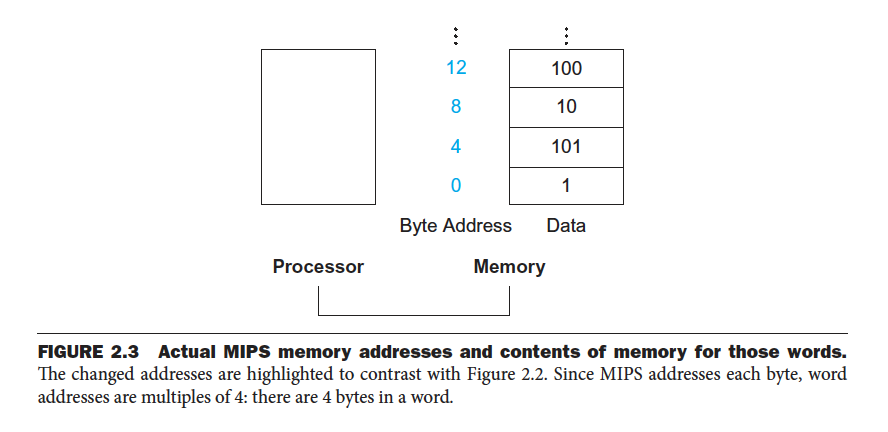 12 100
8 10
4 101
0 1
Byte Address Data
Processor Memory
FIGURE 2.3 Actual MIPS memory addresses and contents of memory for those words.
The changed addresses are highlighted to contrast with Figure 2.2. Since MIPS addresses each byte, word
addresses are multiples of 4: there are 4 bytes in a word.